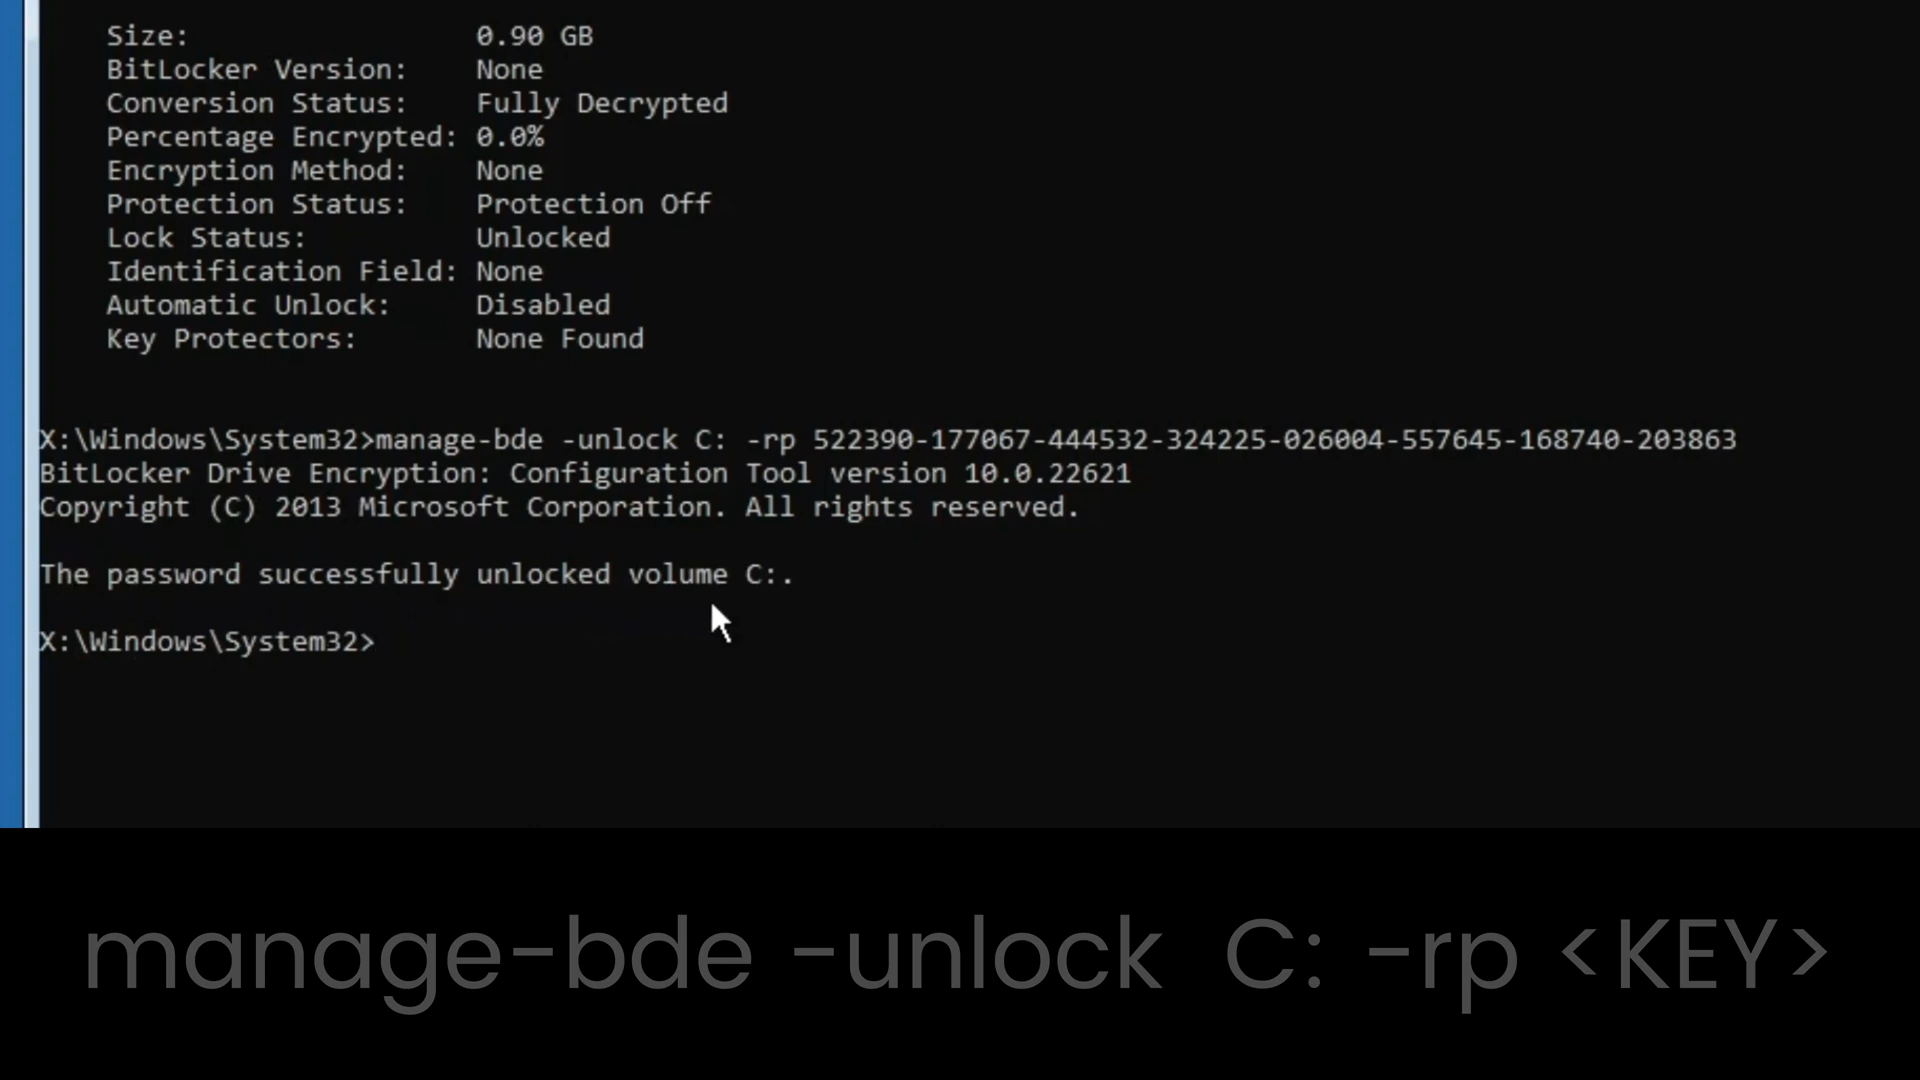 Size: 0.90 GB
BitLocker Version: None
Conversion Status: Fully Decrypted
Percentage Encrypted: 0.0%
Encryption Method: None
Protection Status: Protection Off
Lock Status: Unlocked
Identification Field: None
Automatic Unlock: Disabled
Key Protectors: None Found
X:\Windows\System32>manage-bde -unlock C: -rp 522390-177067-444532-324225-026004-557645-168740-203863
BitLocker Drive Encryption: Configuration Tool version 10.0.22621
Copyright (C) 2013 Microsoft Corporation. All rights reserved.
The password successfully unlocked volume C:.
X:\Windows\System32>
manage-bde -unlock C: -rp <KEY>